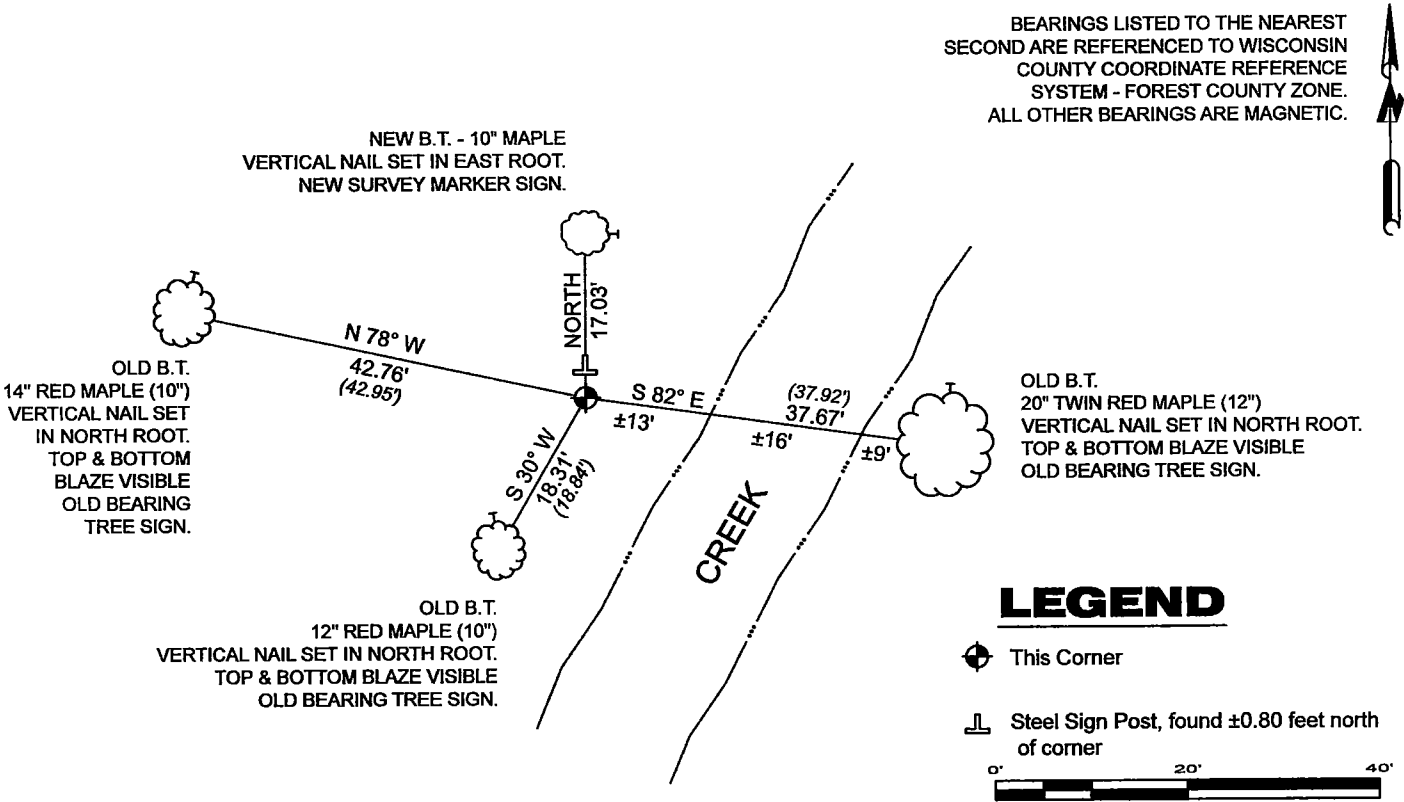 BEARINGS LISTED TO THE NEAREST
SECOND ARE REFERENCED TO WISCONSIN
COUNTY COORDINATE REFERENCE
SYSTEM - FOREST COUNTY ZONE.
ALL OTHER BEARINGS ARE MAGNETIC.
N
NEW B.T. - 10" MAPLE
VERTICAL NAIL SET IN EAST ROOT.
NEW SURVEY MARKER SIGN.
NORTH
17.03'
N 78° W
42.76'
(42.95')
OLD B.T.
14" RED MAPLE (10")
VERTICAL NAIL SET
IN NORTH ROOT.
TOP & BOTTOM
BLAZE VISIBLE
OLD BEARING
TREE SIGN.
S 82° E
(37.92')
37.67'
±13'
±16'
±9'
OLD B.T.
20" TWIN RED MAPLE (12")
VERTICAL NAIL SET IN NORTH ROOT.
TOP & BOTTOM BLAZE VISIBLE
OLD BEARING TREE SIGN.
S 30° W
18.31'
(18.84')
CREEK
OLD B.T.
12" RED MAPLE (10")
VERTICAL NAIL SET IN NORTH ROOT.
TOP & BOTTOM BLAZE VISIBLE
OLD BEARING TREE SIGN.
LEGEND
This Corner
Steel Sign Post, found ±0.80 feet north
of corner
0' 20' 40'